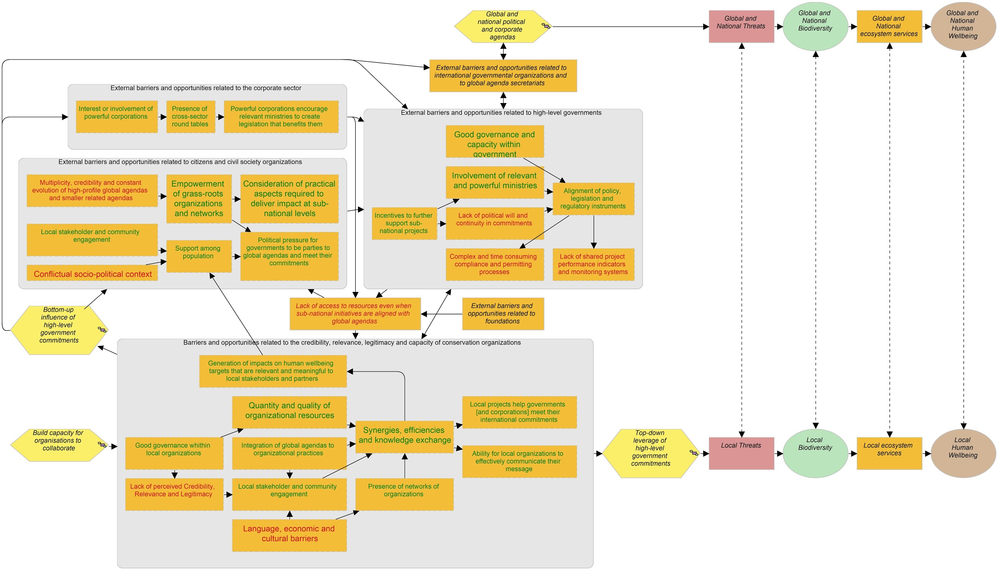 Global and
national political
and corporate
agendas
Global and
National Threats
Global and
National
Biodiversity
Global and
National
ecosystem services
Global and
National
Human
Wellbeing
External barriers and opportunities related to
international governmental organizations and
to global agenda secretariats
External barriers and opportunities related to the corporate sector
Interest or involvement of
powerful corporations
Presence of
cross-sector
round tables
Powerful corporations encourage
relevant ministries to create
legislation that benefits them
External barriers and opportunities related to high-level governments
Good governance and
capacity within
government
Involvement of relevant
and powerful ministries
Alignment of policy,
legislation and
regulatory instruments
Incentives to further
support sub-
national projects
Lack of political will and
continuity in commitments
Complex and time consuming
compliance and permitting
processes
Lack of shared project
performance indicators
and monitoring systems
External barriers and opportunities related to citizens and civil society organizations
Multiplicity, credibility and constant
evolution of high-profile global agendas
and smaller related agendas
Empowerment
of grass-roots
organizations
and networks
Consideration of practical
aspects required to
deliver impact at sub-
national levels
Local stakeholder and community
engagement
Support among
population
Political pressure for
governments to be parties to
global agendas and meet their
commitments
Conflictual socio-political context
Bottom-up
influence of
high-level
government
commitments
Lack of access to resources even when
sub-national initiatives are aligned with
global agendas
External barriers and
opportunities related to
foundations
Barriers and opportunities related to the credibility, relevance, legitimacy and capacity of conservation organizations
Generation of impacts on human wellbeing
targets that are relevant and meaningful to
local stakeholders and partners
Quantity and quality of
organizational resources
Local projects help governments
[and corporations] meet their
international commitments
Synergies, efficiencies
and knowledge exchange
Build capacity for
organisations to
collaborate
Good governance whithin
local organizations
Integration of global agendas to
organizational practices
Ability for local organizations to
effectively communicate their
message
Lack of perceived Credibility,
Relevance and Legitimacy
Local stakeholder and community
engagement
Presence of networks of
organizations
Language, economic and
cultural barriers
Top-down
leverage of
high-level
government
commitments
Local Threats
Local
Biodiversity
Local ecosystem
services
Local
Human
Wellbeing